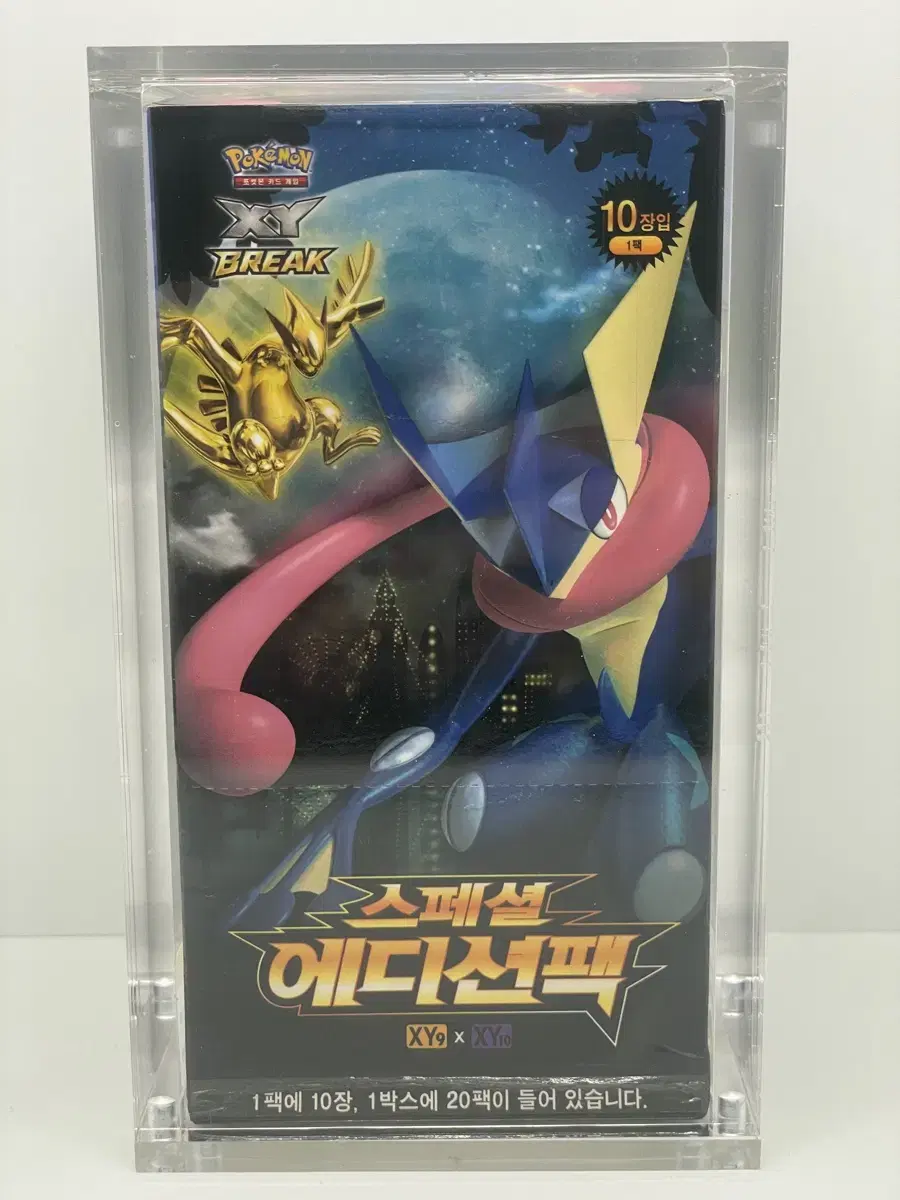 POKéMON
포켓몬 카드 게임
XY
BREAK
10장입
1팩
스페셜
에디션팩
XY9 x XY10
1팩에 10장, 1박스에 20팩이 들어 있습니다.